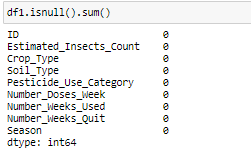 df1.isnull().sum()
ID 0
Estimated_Insects_Count 0
Crop_Type 0
Soil_Type 0
Pesticide_Use_Category 0
Number_Doses_Week 0
Number_Weeks_Used 0
Number_Weeks_Quit 0
Season 0
dtype: int64